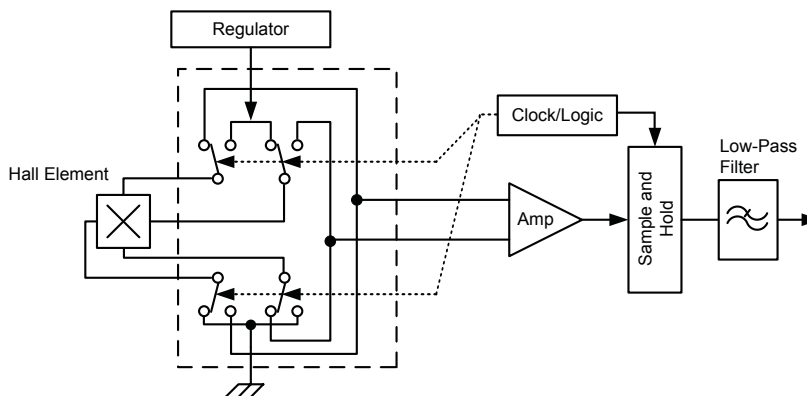 Regulator
Clock/Logic
Low-Pass
Filter
Hall Element
Amp
Sample and
Hold